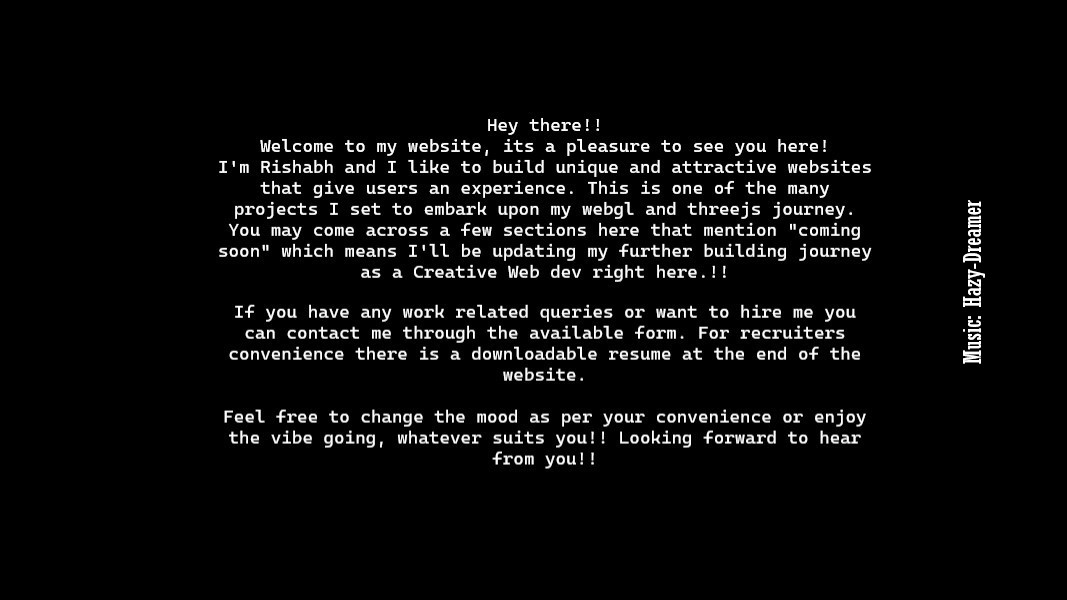 Hey there!!
Welcome to my website, its a pleasure to see you here!
I'm Rishabh and I like to build unique and attractive websites
that give users an experience. This is one of the many
projects I set to embark upon my webgl and threejs journey.
You may come across a few sections here that mention "coming
soon" which means I'll be updating my further building journey
as a Creative Web dev right here.!!
If you have any work related queries or want to hire me you
can contact me through the available form. For recruiters
convenience there is a downloadable resume at the end of the
website.
Feel free to change the mood as per your convenience or enjoy
the vibe going, whatever suits you!! Looking forward to hear
from you!!
Music: Hazy-Dreamer